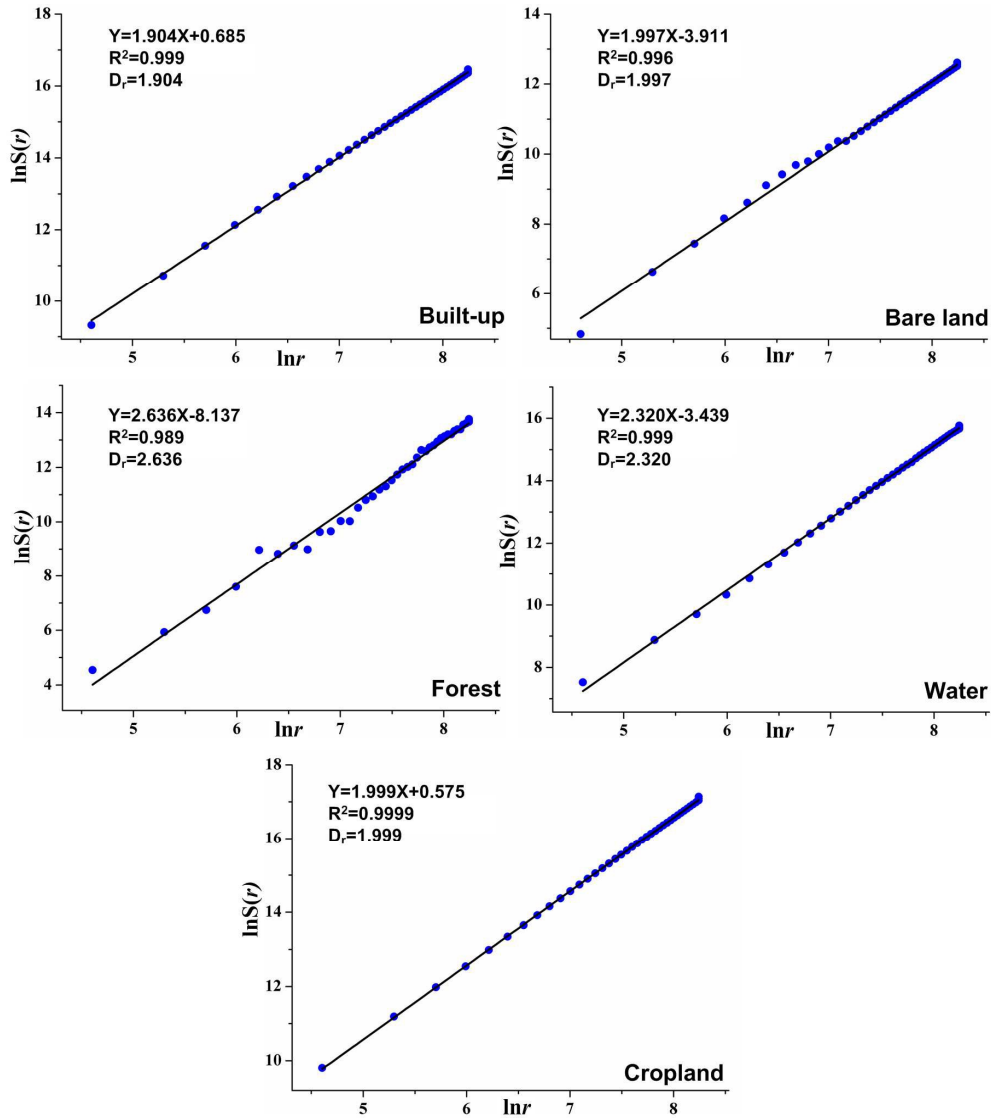 18
16
14
12
10
lnS(r)
Y=1.904X+0.685
R²=0.999
Dᵣ=1.904
Built-up
5
6
7
8
lnr
14
12
10
8
6
lnS(r)
Y=1.997X-3.911
R²=0.996
Dᵣ=1.997
Bare land
5
6
7
8
lnr
14
12
10
8
6
4
lnS(r)
Y=2.636X-8.137
R²=0.989
Dᵣ=2.636
Forest
5
6
7
8
lnr
16
14
12
10
8
lnS(r)
Y=2.320X-3.439
R²=0.999
Dᵣ=2.320
Water
5
6
7
8
lnr
18
16
14
12
10
lnS(r)
Y=1.999X+0.575
R²=0.9999
Dᵣ=1.999
Cropland
5
6
7
8
lnr